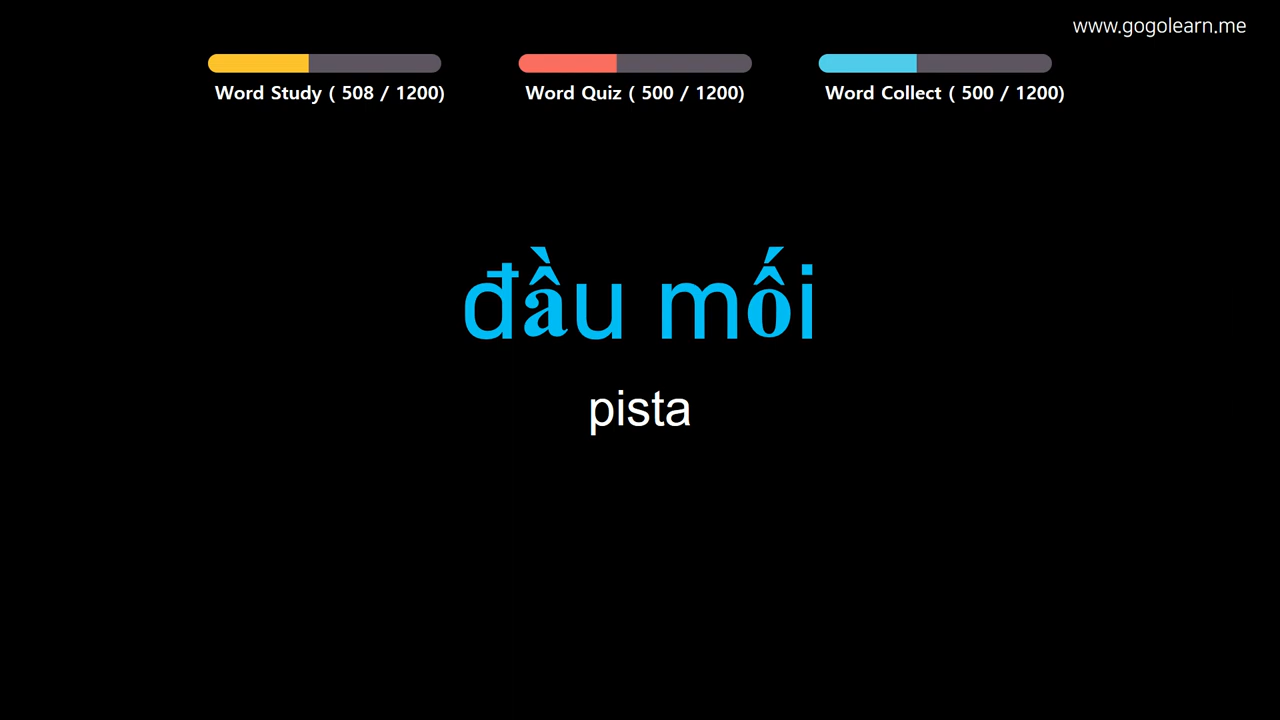 www.gogolearn.me
Word Study ( 508 / 1200)
Word Quiz ( 500 / 1200)
Word Collect ( 500 / 1200)
đầu mối
pista